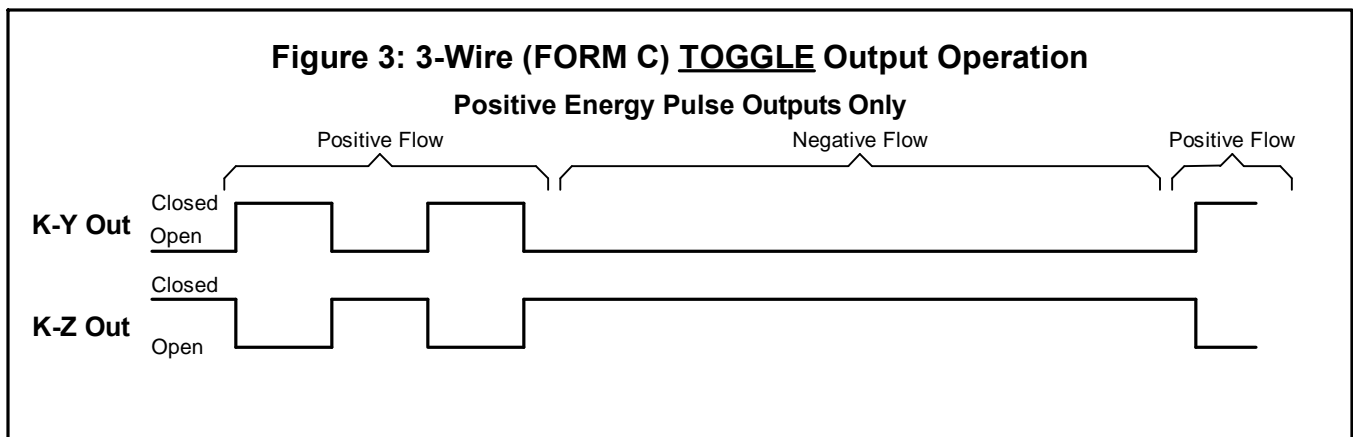 Figure 3: 3-Wire (FORM C) TOGGLE Output Operation
Positive Energy Pulse Outputs Only
Positive Flow
Negative Flow
Positive Flow
K-Y Out
Closed
Open
K-Z Out
Closed
Open